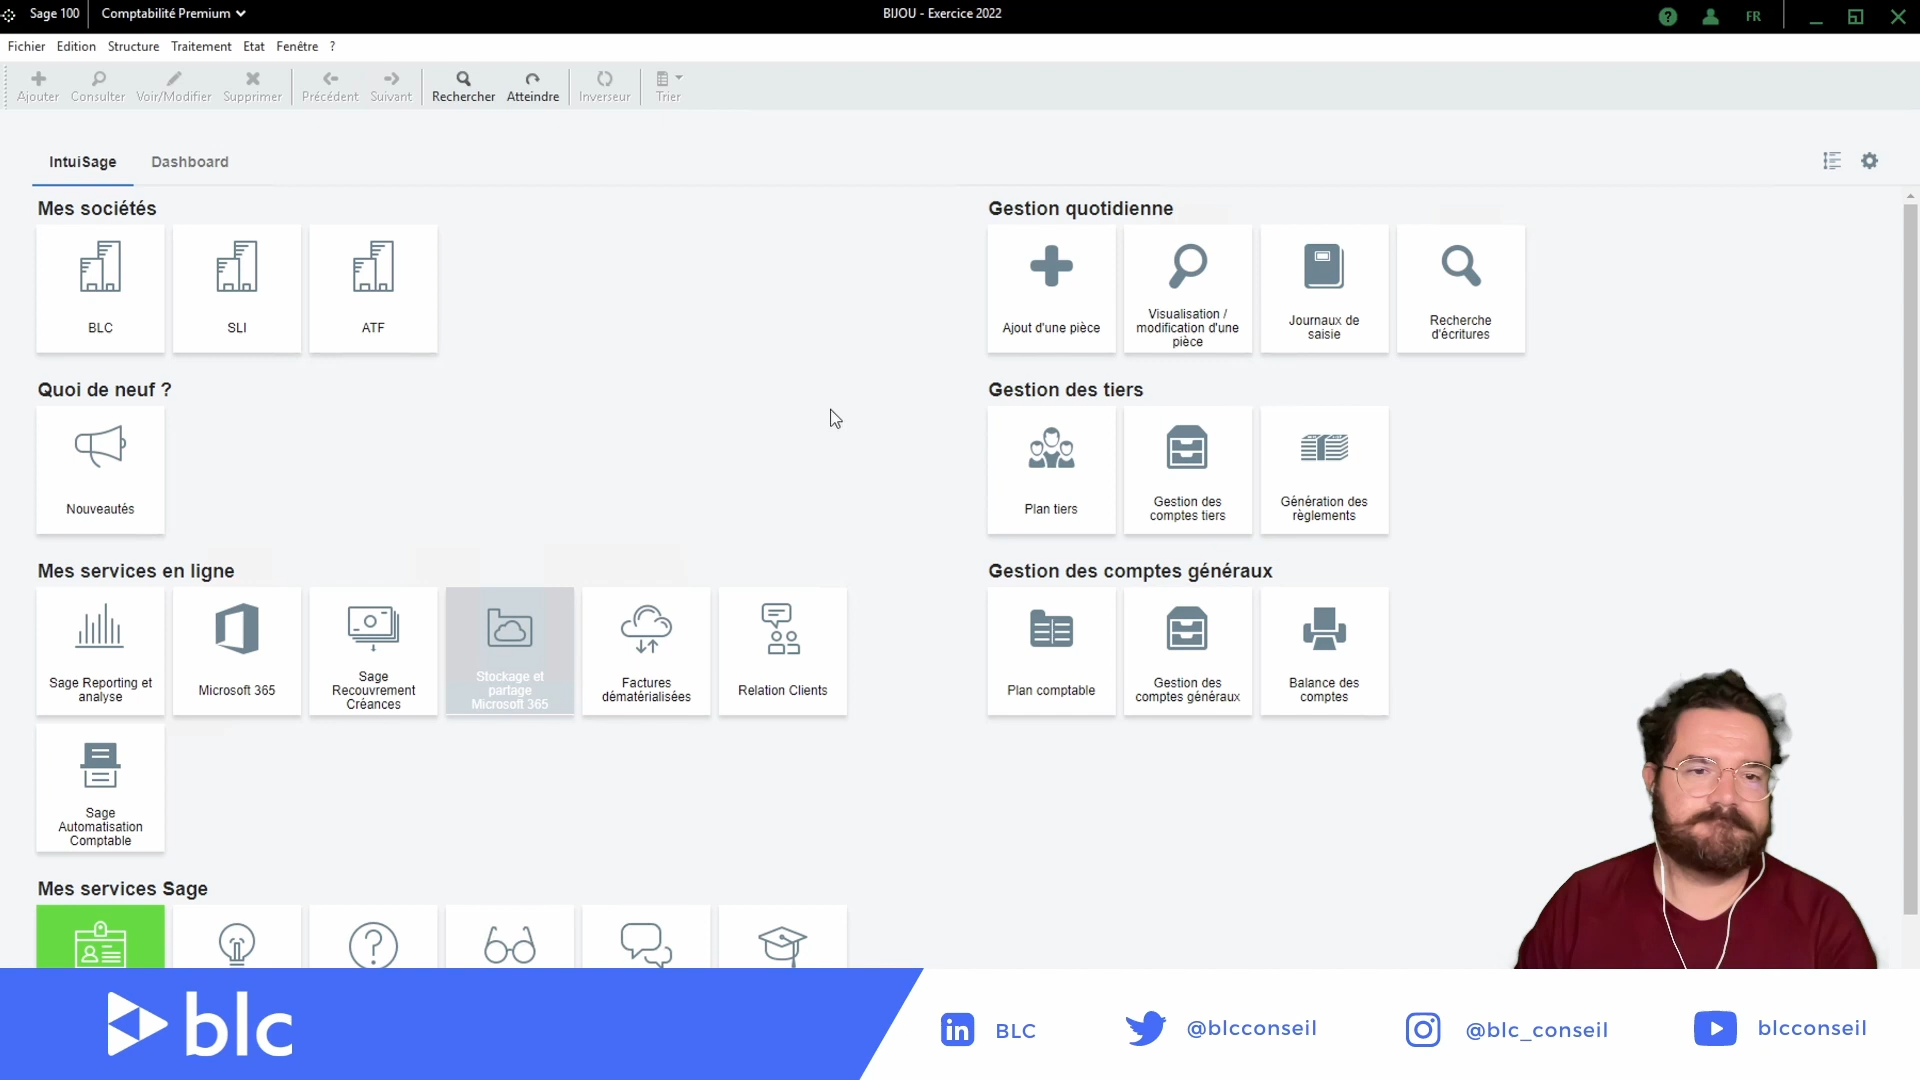 Sage 100
Comptabilité Premium
BIJOU - Exercice 2022
FR
Fichier Edition Structure Traitement Etat Fenêtre ?
Ajouter Consulter Voir/Modifier Supprimer Précédent Suivant Rechercher Atteindre Inverseur Trier
IntuiSage Dashboard
Mes sociétés
BLC
SLI
ATF
Quoi de neuf ?
Nouveautés
Mes services en ligne
Sage Reporting et
analyse
Microsoft 365
Sage
Recouvrement
Créances
Stockage et
partage
Microsoft 365
Factures
dématérialisées
Relation Clients
Sage
Automatisation
Comptable
Mes services Sage
Gestion quotidienne
Ajout d'une pièce
Visualisation /
modification d'une
pièce
Journaux de
saisie
Recherche
d'écritures
Gestion des tiers
Plan tiers
Gestion des
comptes tiers
Génération des
règlements
Gestion des comptes généraux
Plan comptable
Gestion des
comptes généraux
Balance des
comptes
blc
in BLC
@blcconseil
@blc_conseil
blcconseil